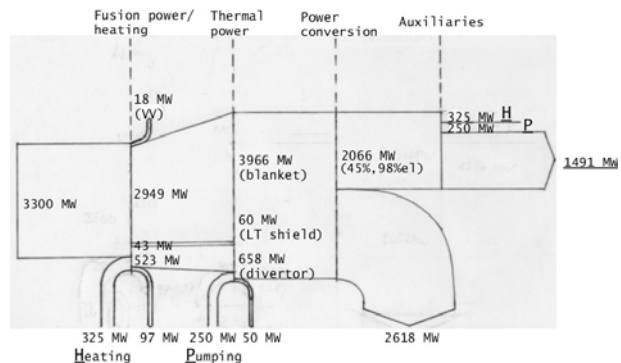 Fusion power/
heating
Thermal
power
Power
conversion
Auxiliaries
18 MW
(VV)
325 MW H
250 MW P
3966 MW
(blanket)
2066 MW
(45%,98%el)
1491 MW
3300 MW
2949 MW
60 MW
(LT shield)
43 MW
523 MW
658 MW
(divertor)
325 MW
97 MW
250 MW
50 MW
2618 MW
Heating
Pumping